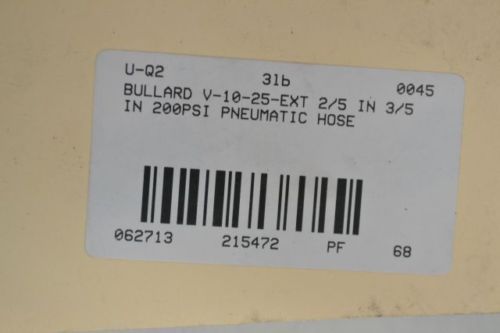 U-Q2 3lb 0045
BULLARD V-10-25-EXT 2/5 IN 3/5
IN 200PSI PNEUMATIC HOSE
062713 215472 PF 68